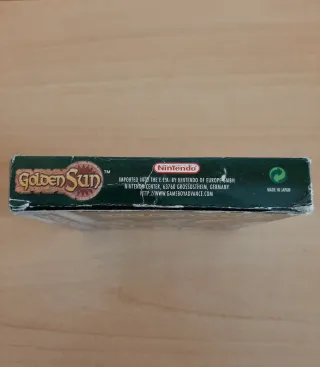 GOLDEN SUN™
Nintendo
IMPORTED INTO THE E.E.A. BY NINTENDO OF EUROPE GMBH
NINTENDO CENTER, 63760 GROSSOSTHEIM, GERMANY
HTTP://WWW.GAMEBOYADVANCE.COM
MADE IN JAPAN